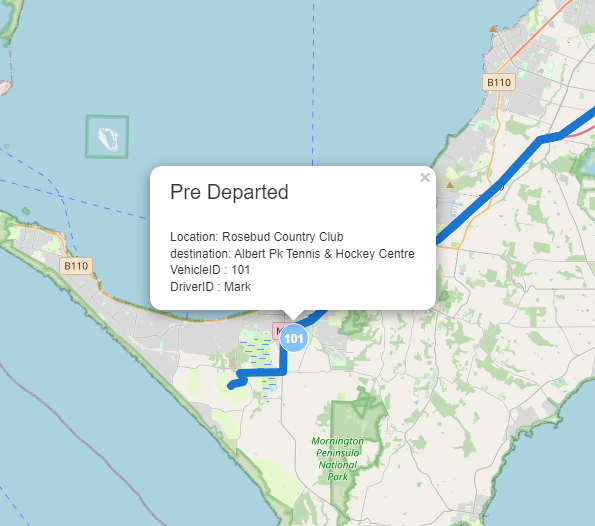 B110
×
Pre Departed
Location: Rosebud Country Club
destination: Albert Pk Tennis & Hockey Centre
VehicleID : 101
DriverID : Mark
B110
101
Mornington
Peninsula
National
Park